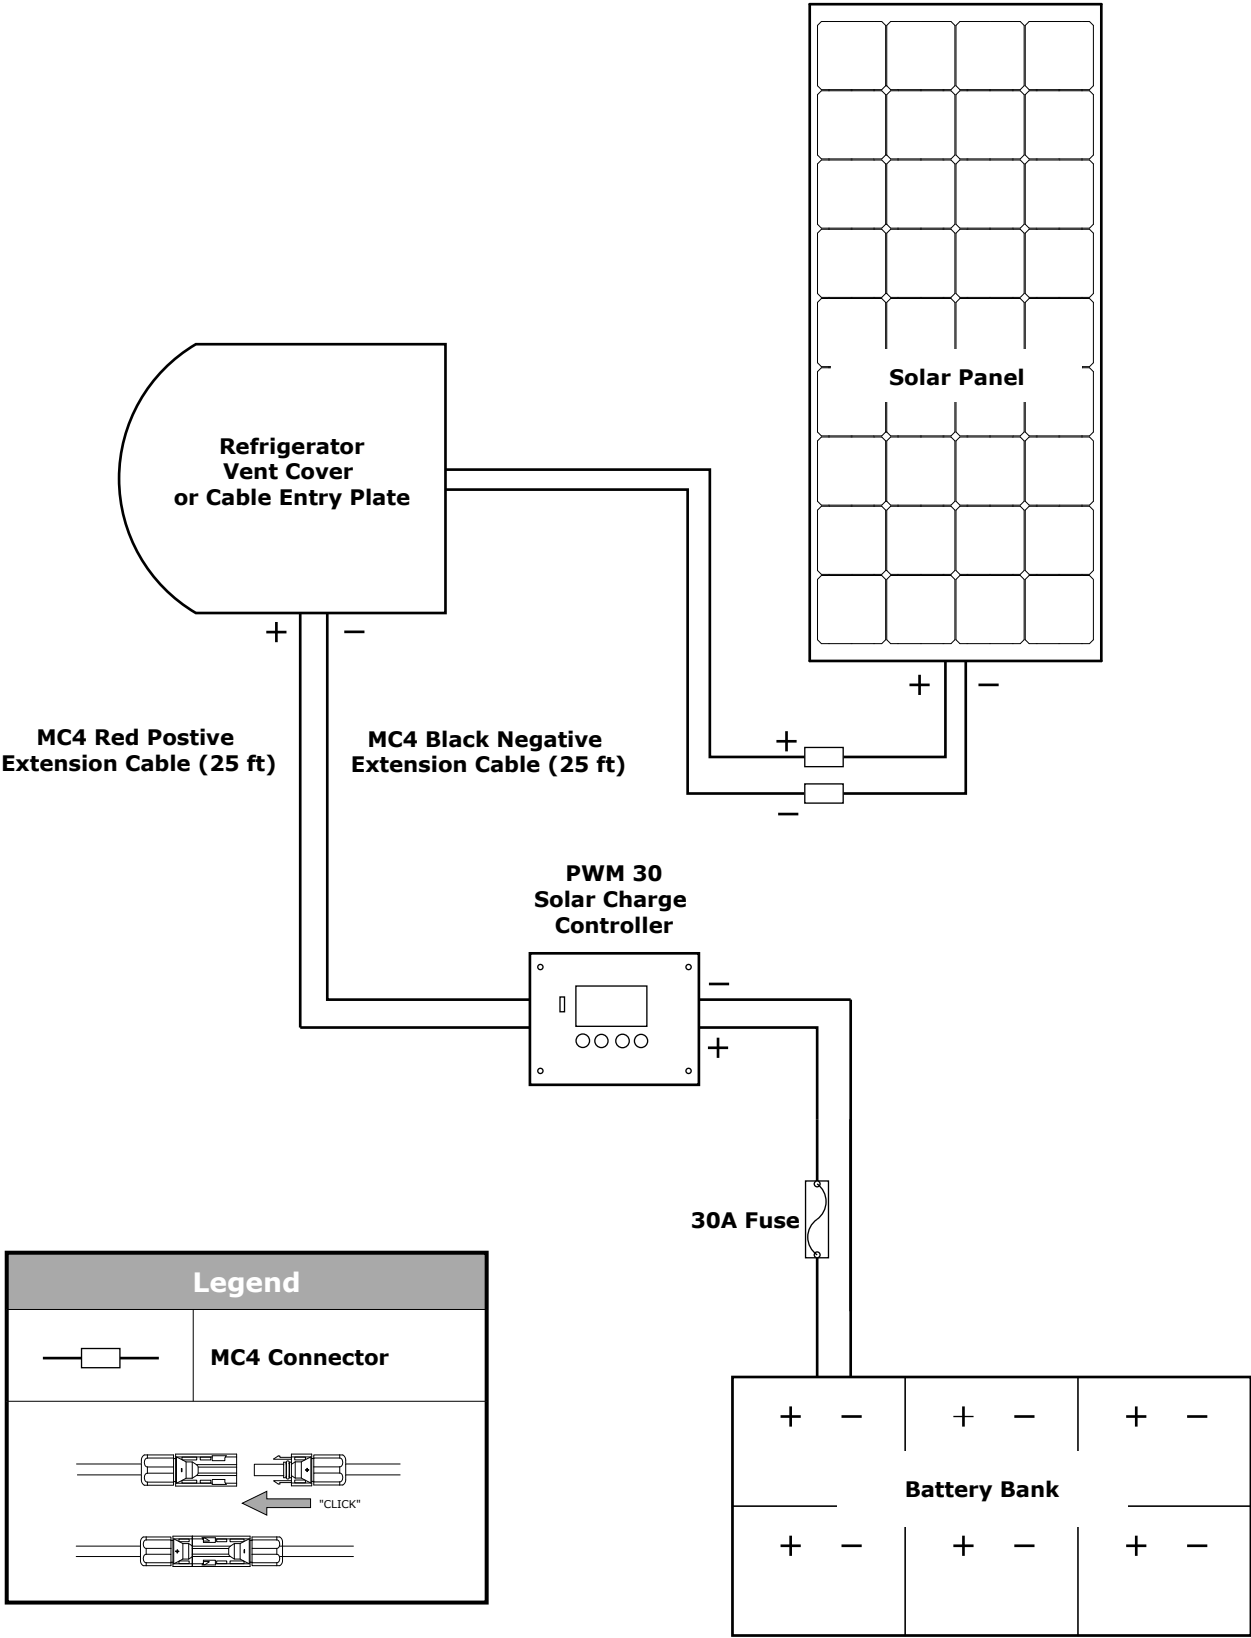 Solar Panel
Refrigerator
Vent Cover
or Cable Entry Plate
+ −
+ −
MC4 Red Postive
Extension Cable (25 ft)
MC4 Black Negative
Extension Cable (25 ft)
+
−
PWM 30
Solar Charge
Controller
−
+
30A Fuse
Legend
MC4 Connector
"CLICK"
+ − + − + −
Battery Bank
+ − + − + −